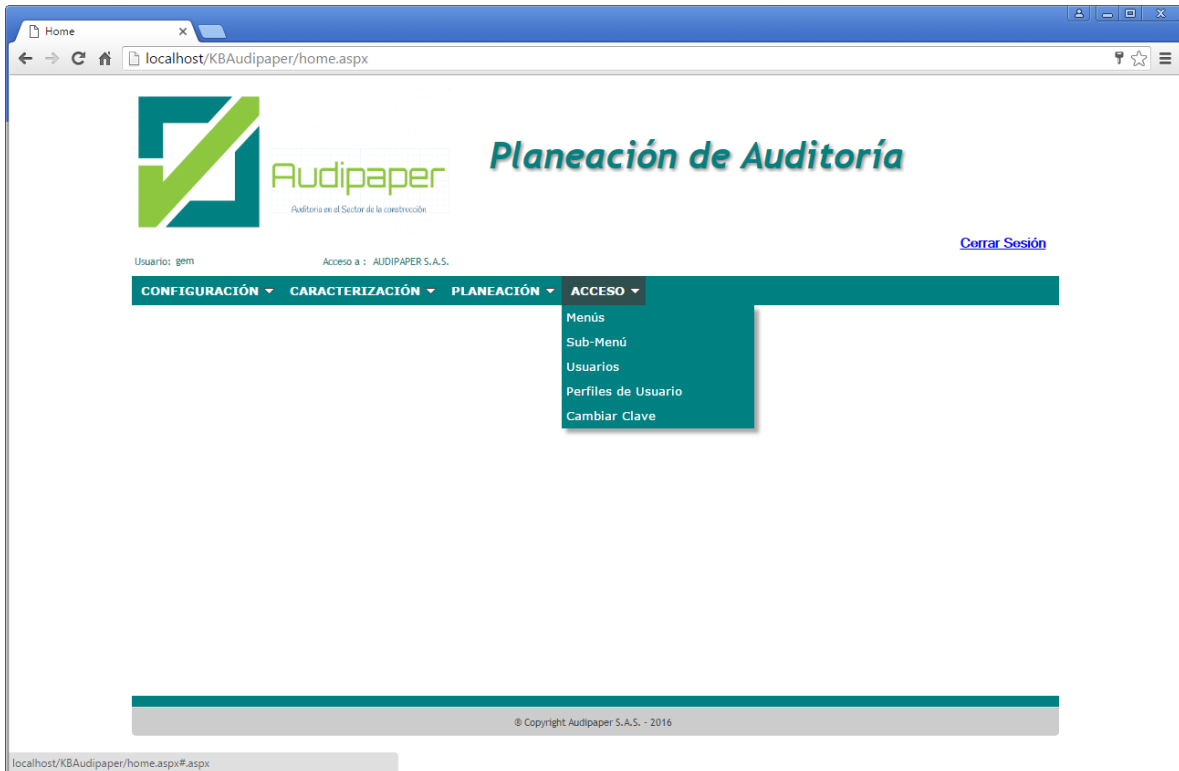 Home
localhost/KBAudipaper/home.aspx
Audipaper
Auditoria en el Sector de la construcción
Planeación de Auditoría
Cerrar Sesión
Usuario: gem Acceso a : AUDIPAPER S.A.S.
CONFIGURACIÓN CARACTERIZACIÓN PLANEACIÓN ACCESO
Menús
Sub-Menú
Usuarios
Perfiles de Usuario
Cambiar Clave
® Copyright Audipaper S.A.S. - 2016
localhost/KBAudipaper/home.aspx#.aspx